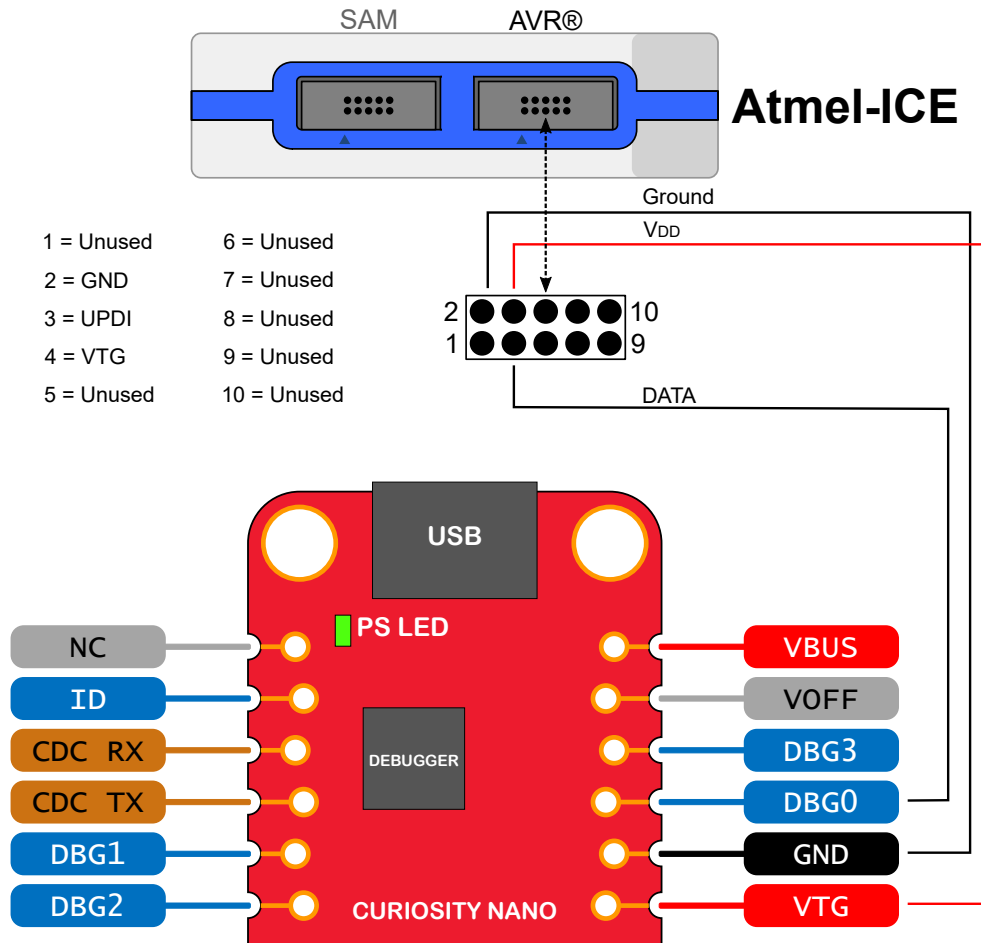 SAM AVR®
Atmel-ICE
Ground
VDD
1 = Unused 6 = Unused
2 = GND 7 = Unused
3 = UPDI 8 = Unused
4 = VTG 9 = Unused
5 = Unused 10 = Unused
2 10
1 9
DATA
USB
PS LED
NC VBUS
ID VOFF
CDC RX DBG3
DEBUGGER
CDC TX DBG0
DBG1 GND
DBG2 CURIOSITY NANO VTG